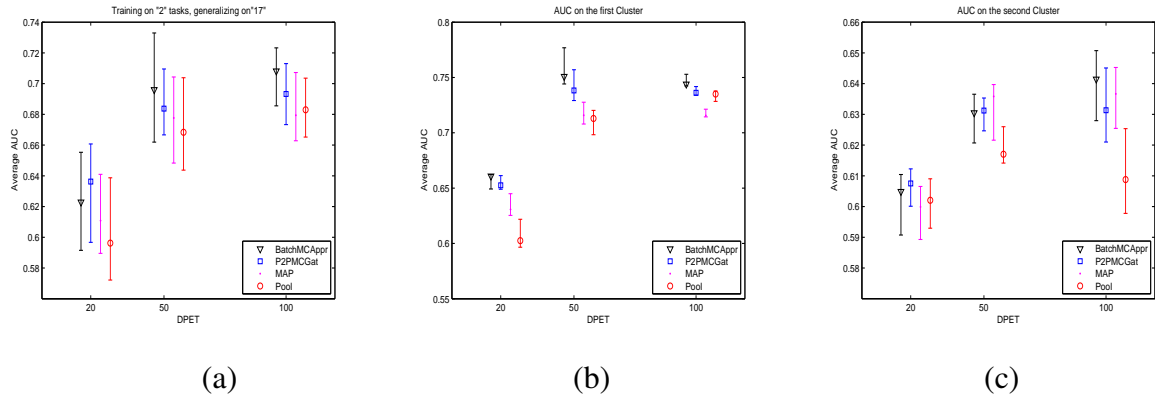 Training on "2" tasks, generalizing on"17"
0.74
0.72
0.7
0.68
0.66
0.64
0.62
0.6
0.58
Average AUC
20
50
100
DPET
BatchMCAppr
P2PMCGat
MAP
Pool
(a)
AUC on the first Cluster
0.8
0.75
0.7
0.65
0.6
0.55
Average AUC
20
50
100
DPET
BatchMCAppr
P2PMCGat
MAP
Pool
(b)
AUC on the second Cluster
0.66
0.65
0.64
0.63
0.62
0.61
0.6
0.59
0.58
Average AUC
20
50
100
DPET
BatchMCAppr
P2PMCGat
MAP
Pool
(c)